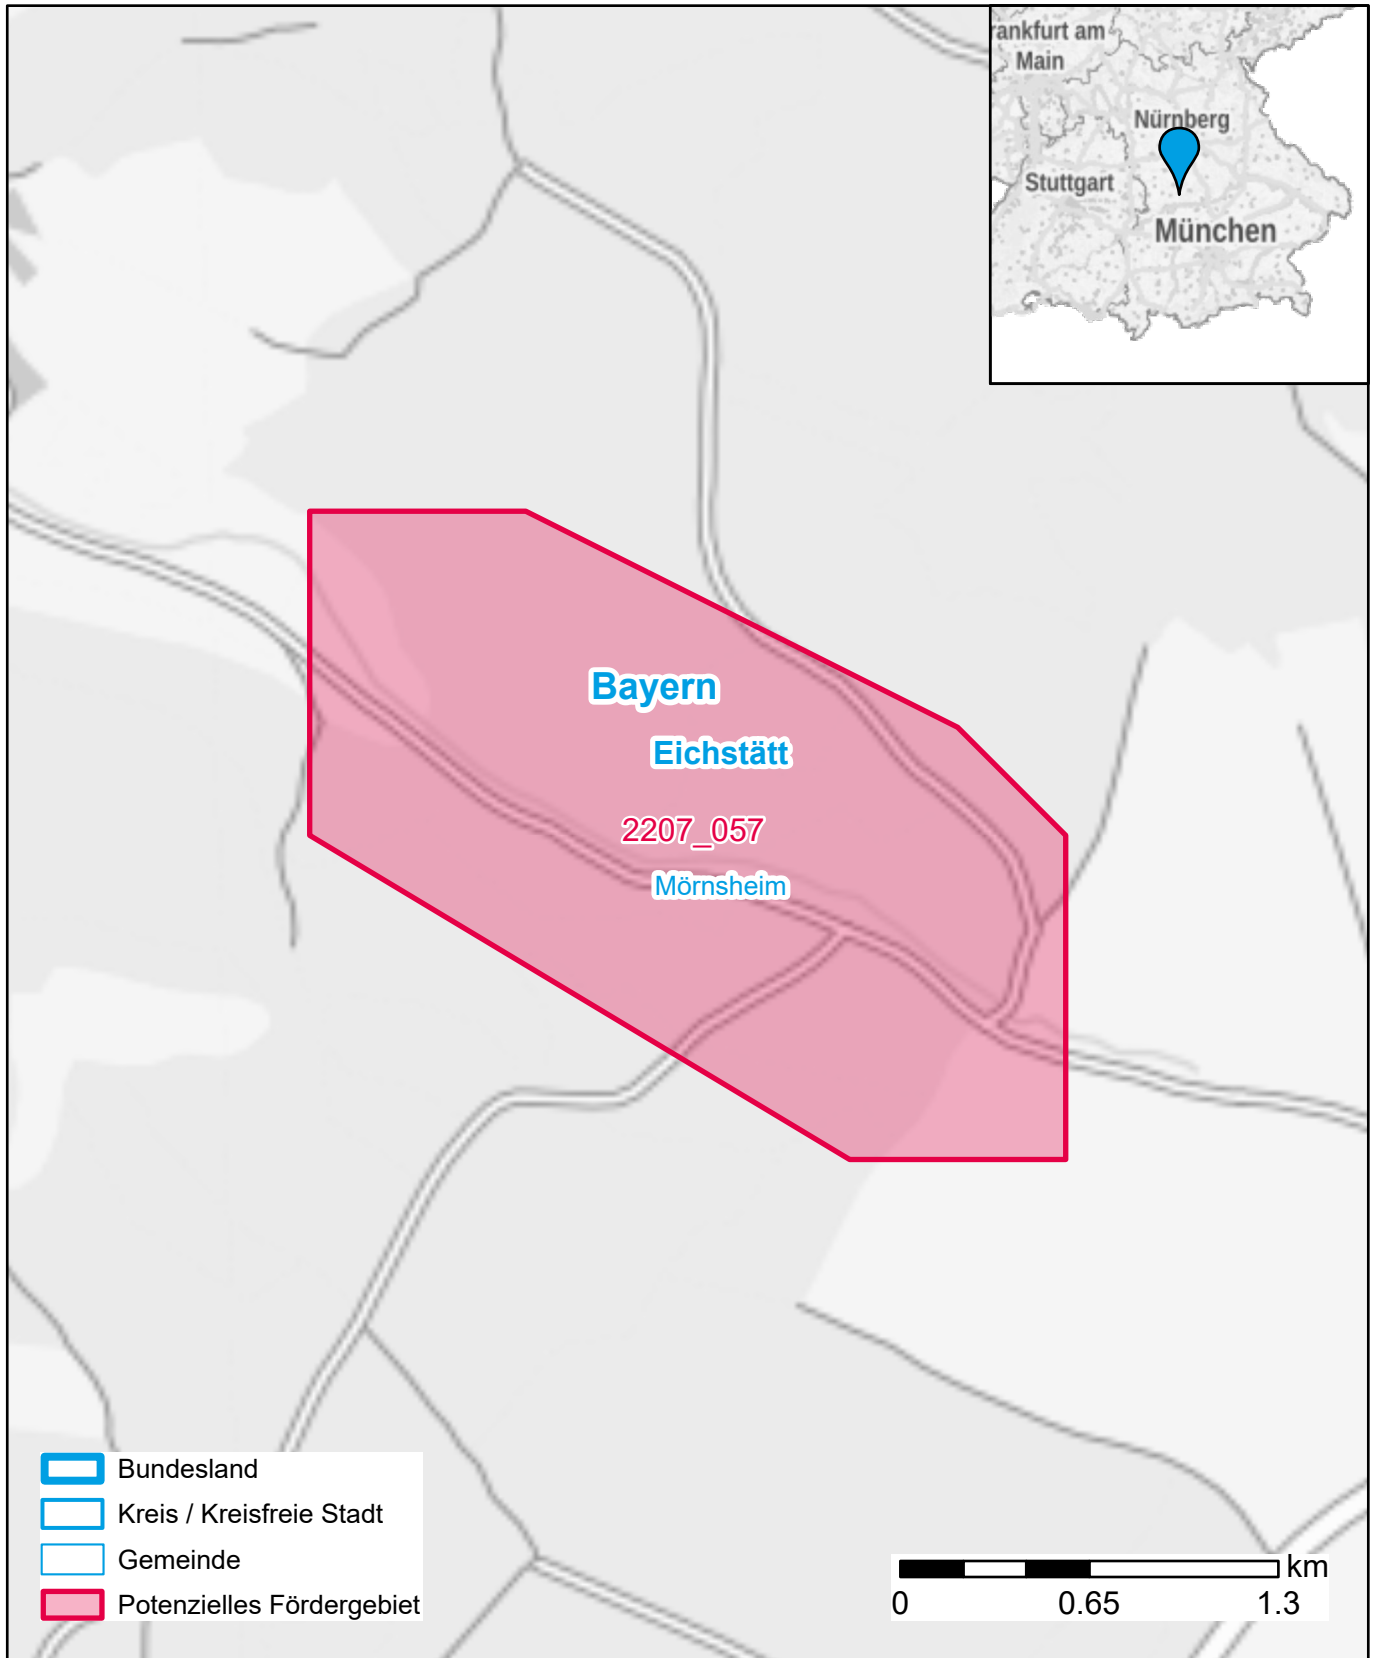 rankfurt am
Main
Nürnberg
Stuttgart
München
Bayern
Eichstätt
2207_057
Mörnsheim
Bundesland
Kreis / Kreisfreie Stadt
Gemeinde
Potenzielles Fördergebiet
km
0 0.65 1.3